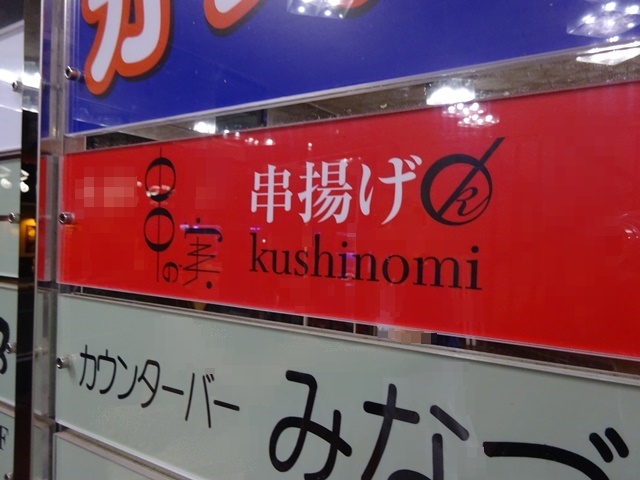 串揚げ
k
kushinomi
カウンターバー
みなづ
F